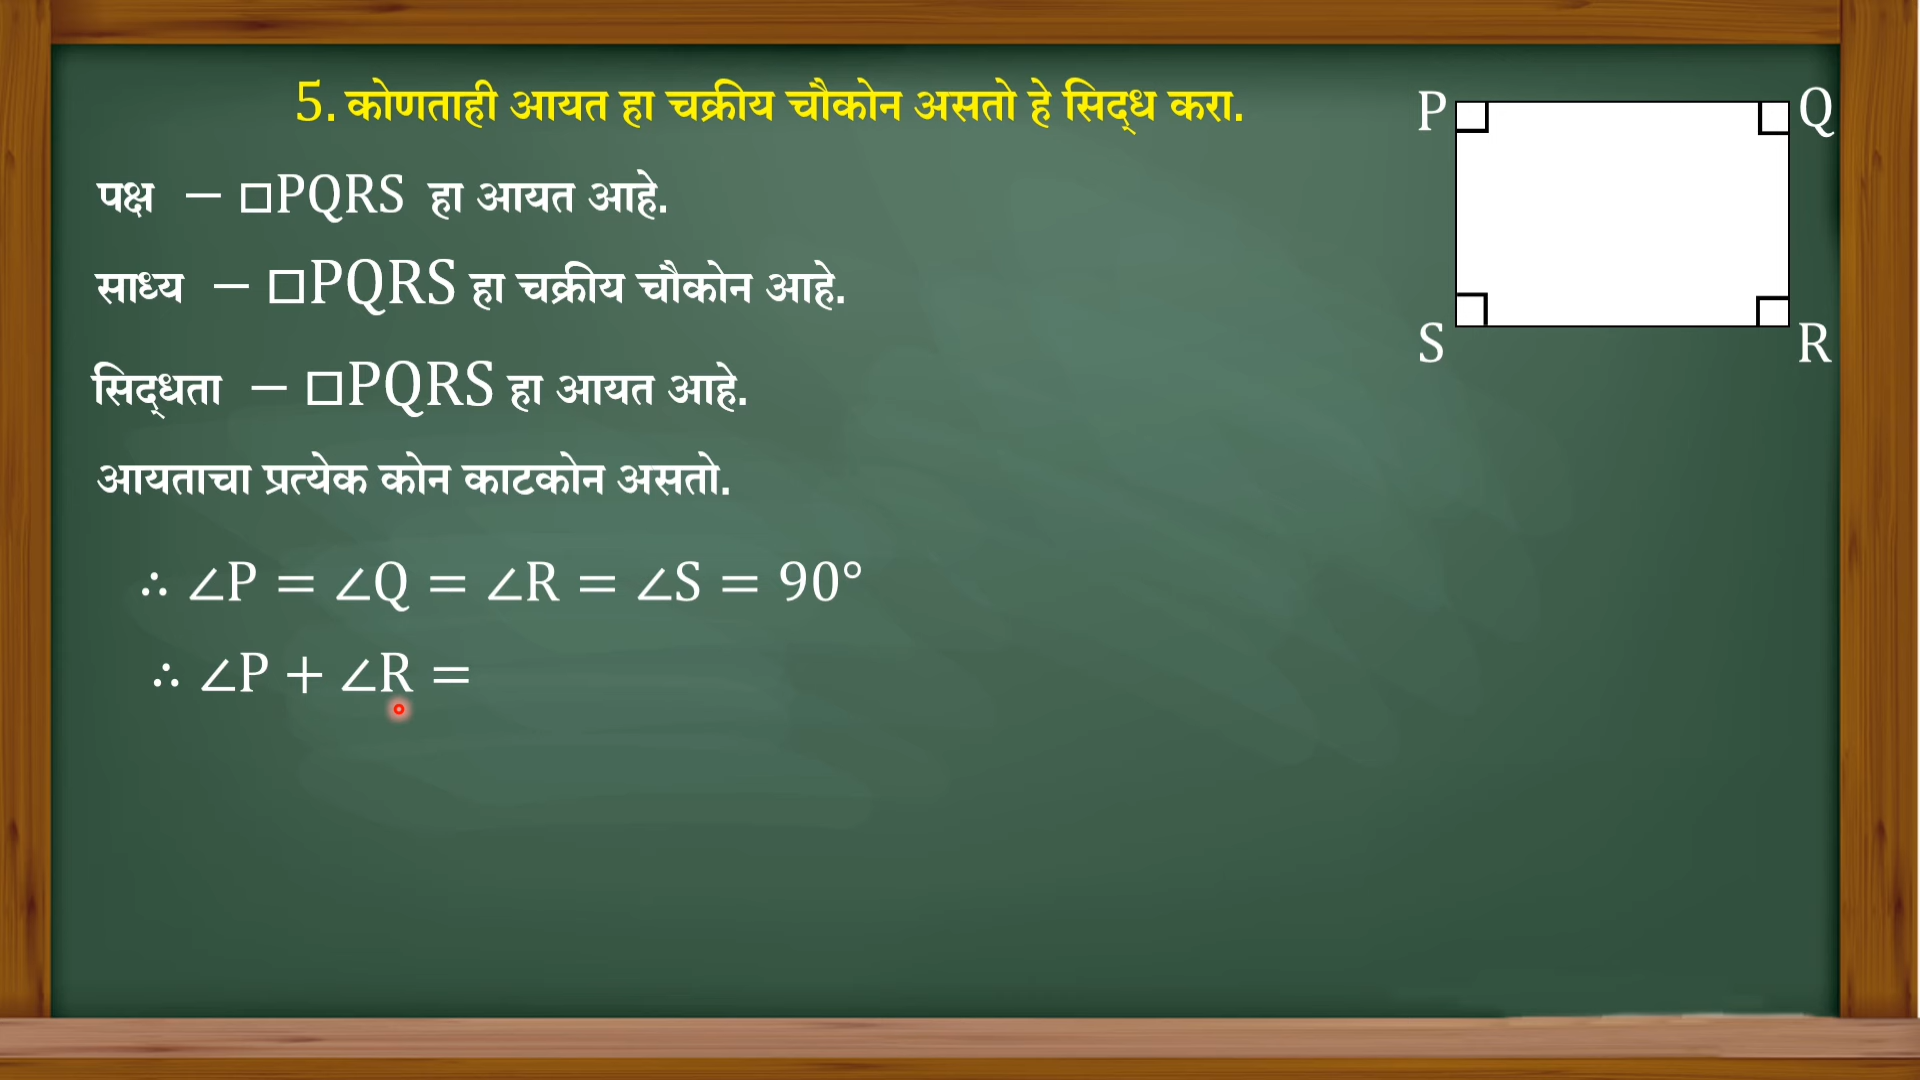 5. कोणताही आयत हा चक्रीय चौकोन असतो हे सिद्ध करा.
पक्ष − □PQRS हा आयत आहे.
साध्य − □PQRS हा चक्रीय चौकोन आहे.
सिद्धता − □PQRS हा आयत आहे.
आयताचा प्रत्येक कोन काटकोन असतो.
∴ ∠P = ∠Q = ∠R = ∠S = 90°
∴ ∠P + ∠R =
P Q
S R